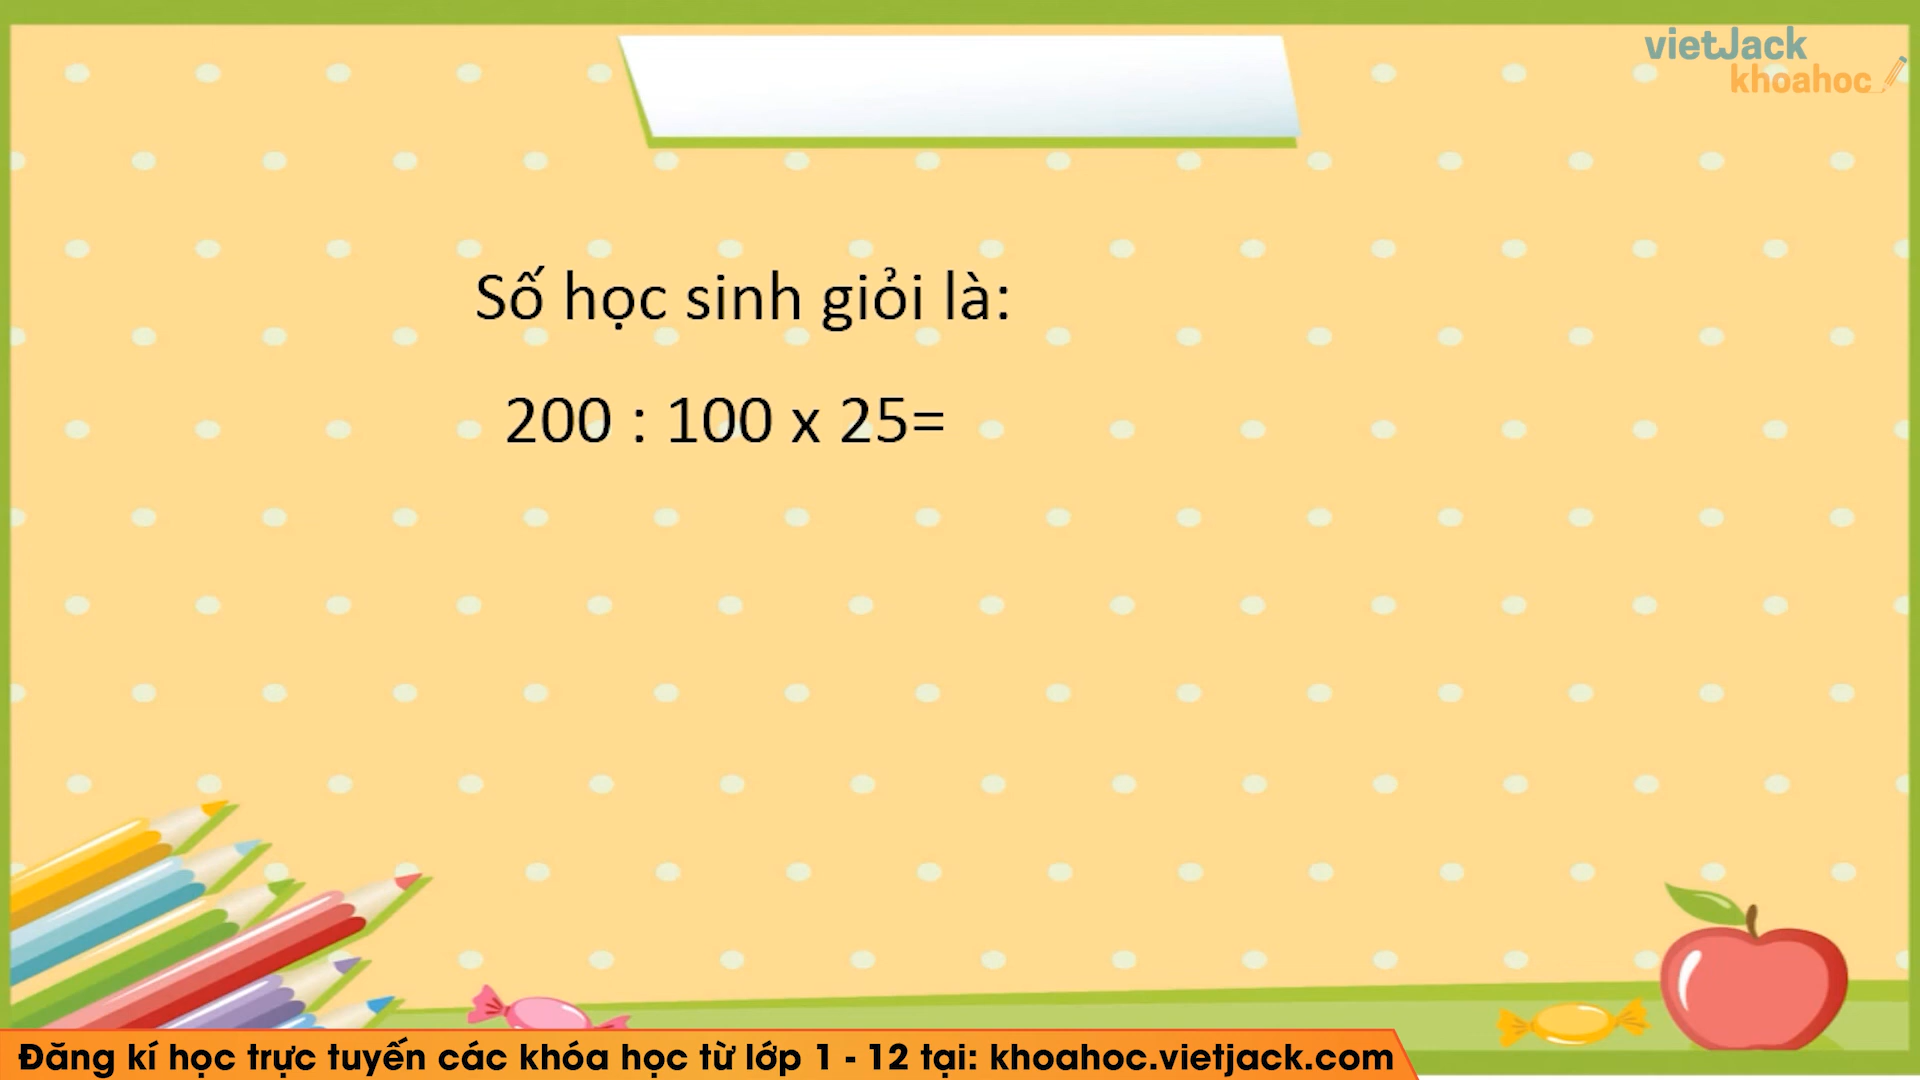 vietJack
khoahoc
Số học sinh giỏi là:
200 : 100 x 25=
Đăng kí học trực tuyến các khóa học từ lớp 1 - 12 tại: khoahoc.vietjack.com